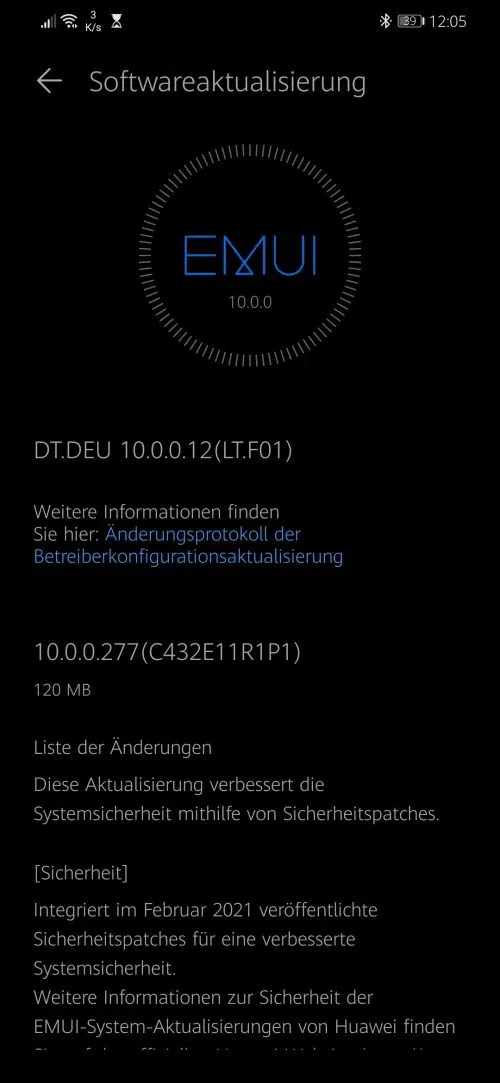 3
K/s
89
12:05
Softwareaktualisierung
EMUI
10.0.0
DT.DEU 10.0.0.12(LT.F01)
Weitere Informationen finden
Sie hier: Änderungsprotokoll der
Betreiberkonfigurationsaktualisierung
10.0.0.277(C432E11R1P1)
120 MB
Liste der Änderungen
Diese Aktualisierung verbessert die
Systemsicherheit mithilfe von Sicherheitspatches.
[Sicherheit]
Integriert im Februar 2021 veröffentlichte
Sicherheitspatches für eine verbesserte
Systemsicherheit.
Weitere Informationen zur Sicherheit der
EMUI-System-Aktualisierungen von Huawei finden